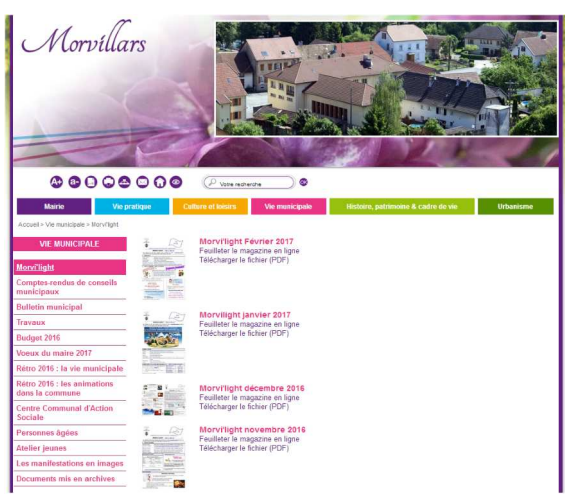 Morvillars
A+ a-
Votre recherche
OK
Mairie Vie pratique Culture et loisirs Vie municipale Histoire, patrimoine & cadre de vie Urbanisme
Accueil > Vie municipale > Morvi'light
VIE MUNICIPALE
Morvi'light
Comptes-rendus de conseils
municipaux
Bulletin municipal
Travaux
Budget 2016
Voeux du maire 2017
Rétro 2016 : la vie municipale
Rétro 2016 : les animations
dans la commune
Centre Communal d'Action
Sociale
Personnes âgées
Atelier jeunes
Les manifestations en images
Documents mis en archives
Morvi'light Février 2017
Feuilleter le magazine en ligne
Télécharger le fichier (PDF)
Morvilight janvier 2017
Feuilleter le magazine en ligne
Télécharger le fichier (PDF)
Morvi'light décembre 2016
Feuilleter le magazine en ligne
Télécharger le fichier (PDF)
Morvi'light novembre 2016
Feuilleter le magazine en ligne
Télécharger le fichier (PDF)